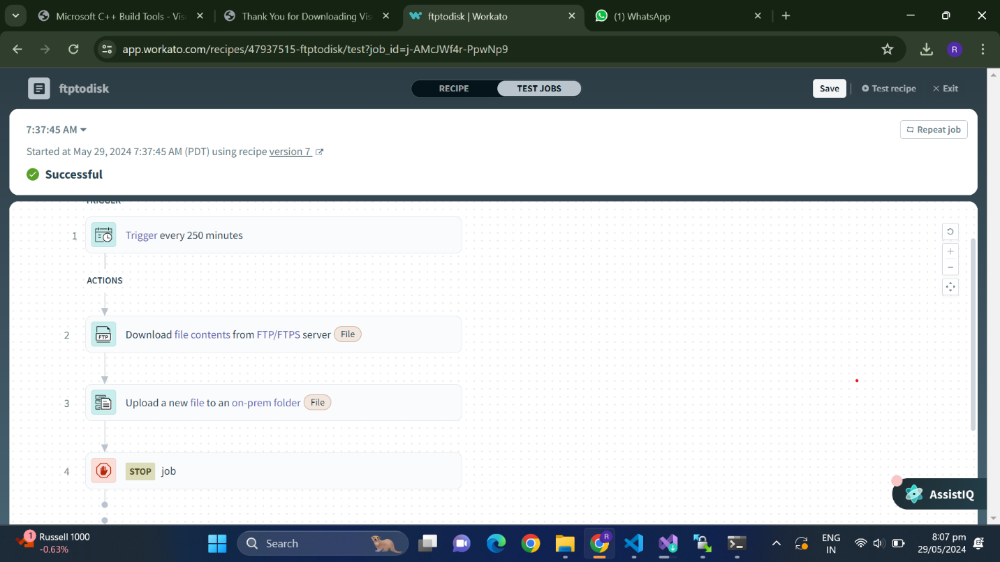 Microsoft C++ Build Tools - Vis
Thank You for Downloading Vis
ftptodisk | Workato
(1) WhatsApp
app.workato.com/recipes/47937515-ftptodisk/test?job_id=j-AMcJWf4r-PpwNp9
R
ftptodisk
RECIPE
TEST JOBS
Save
Test recipe
Exit
7:37:45 AM
Repeat job
Started at May 29, 2024 7:37:45 AM (PDT) using recipe version 7
Successful
TRIGGER
1
Trigger every 250 minutes
ACTIONS
2
FTP
Download file contents from FTP/FTPS server File
3
Upload a new file to an on-prem folder File
4
STOP job
AssistIQ
1
Russell 1000
-0.63%
Search
R
ENG
IN
8:07 pm
29/05/2024